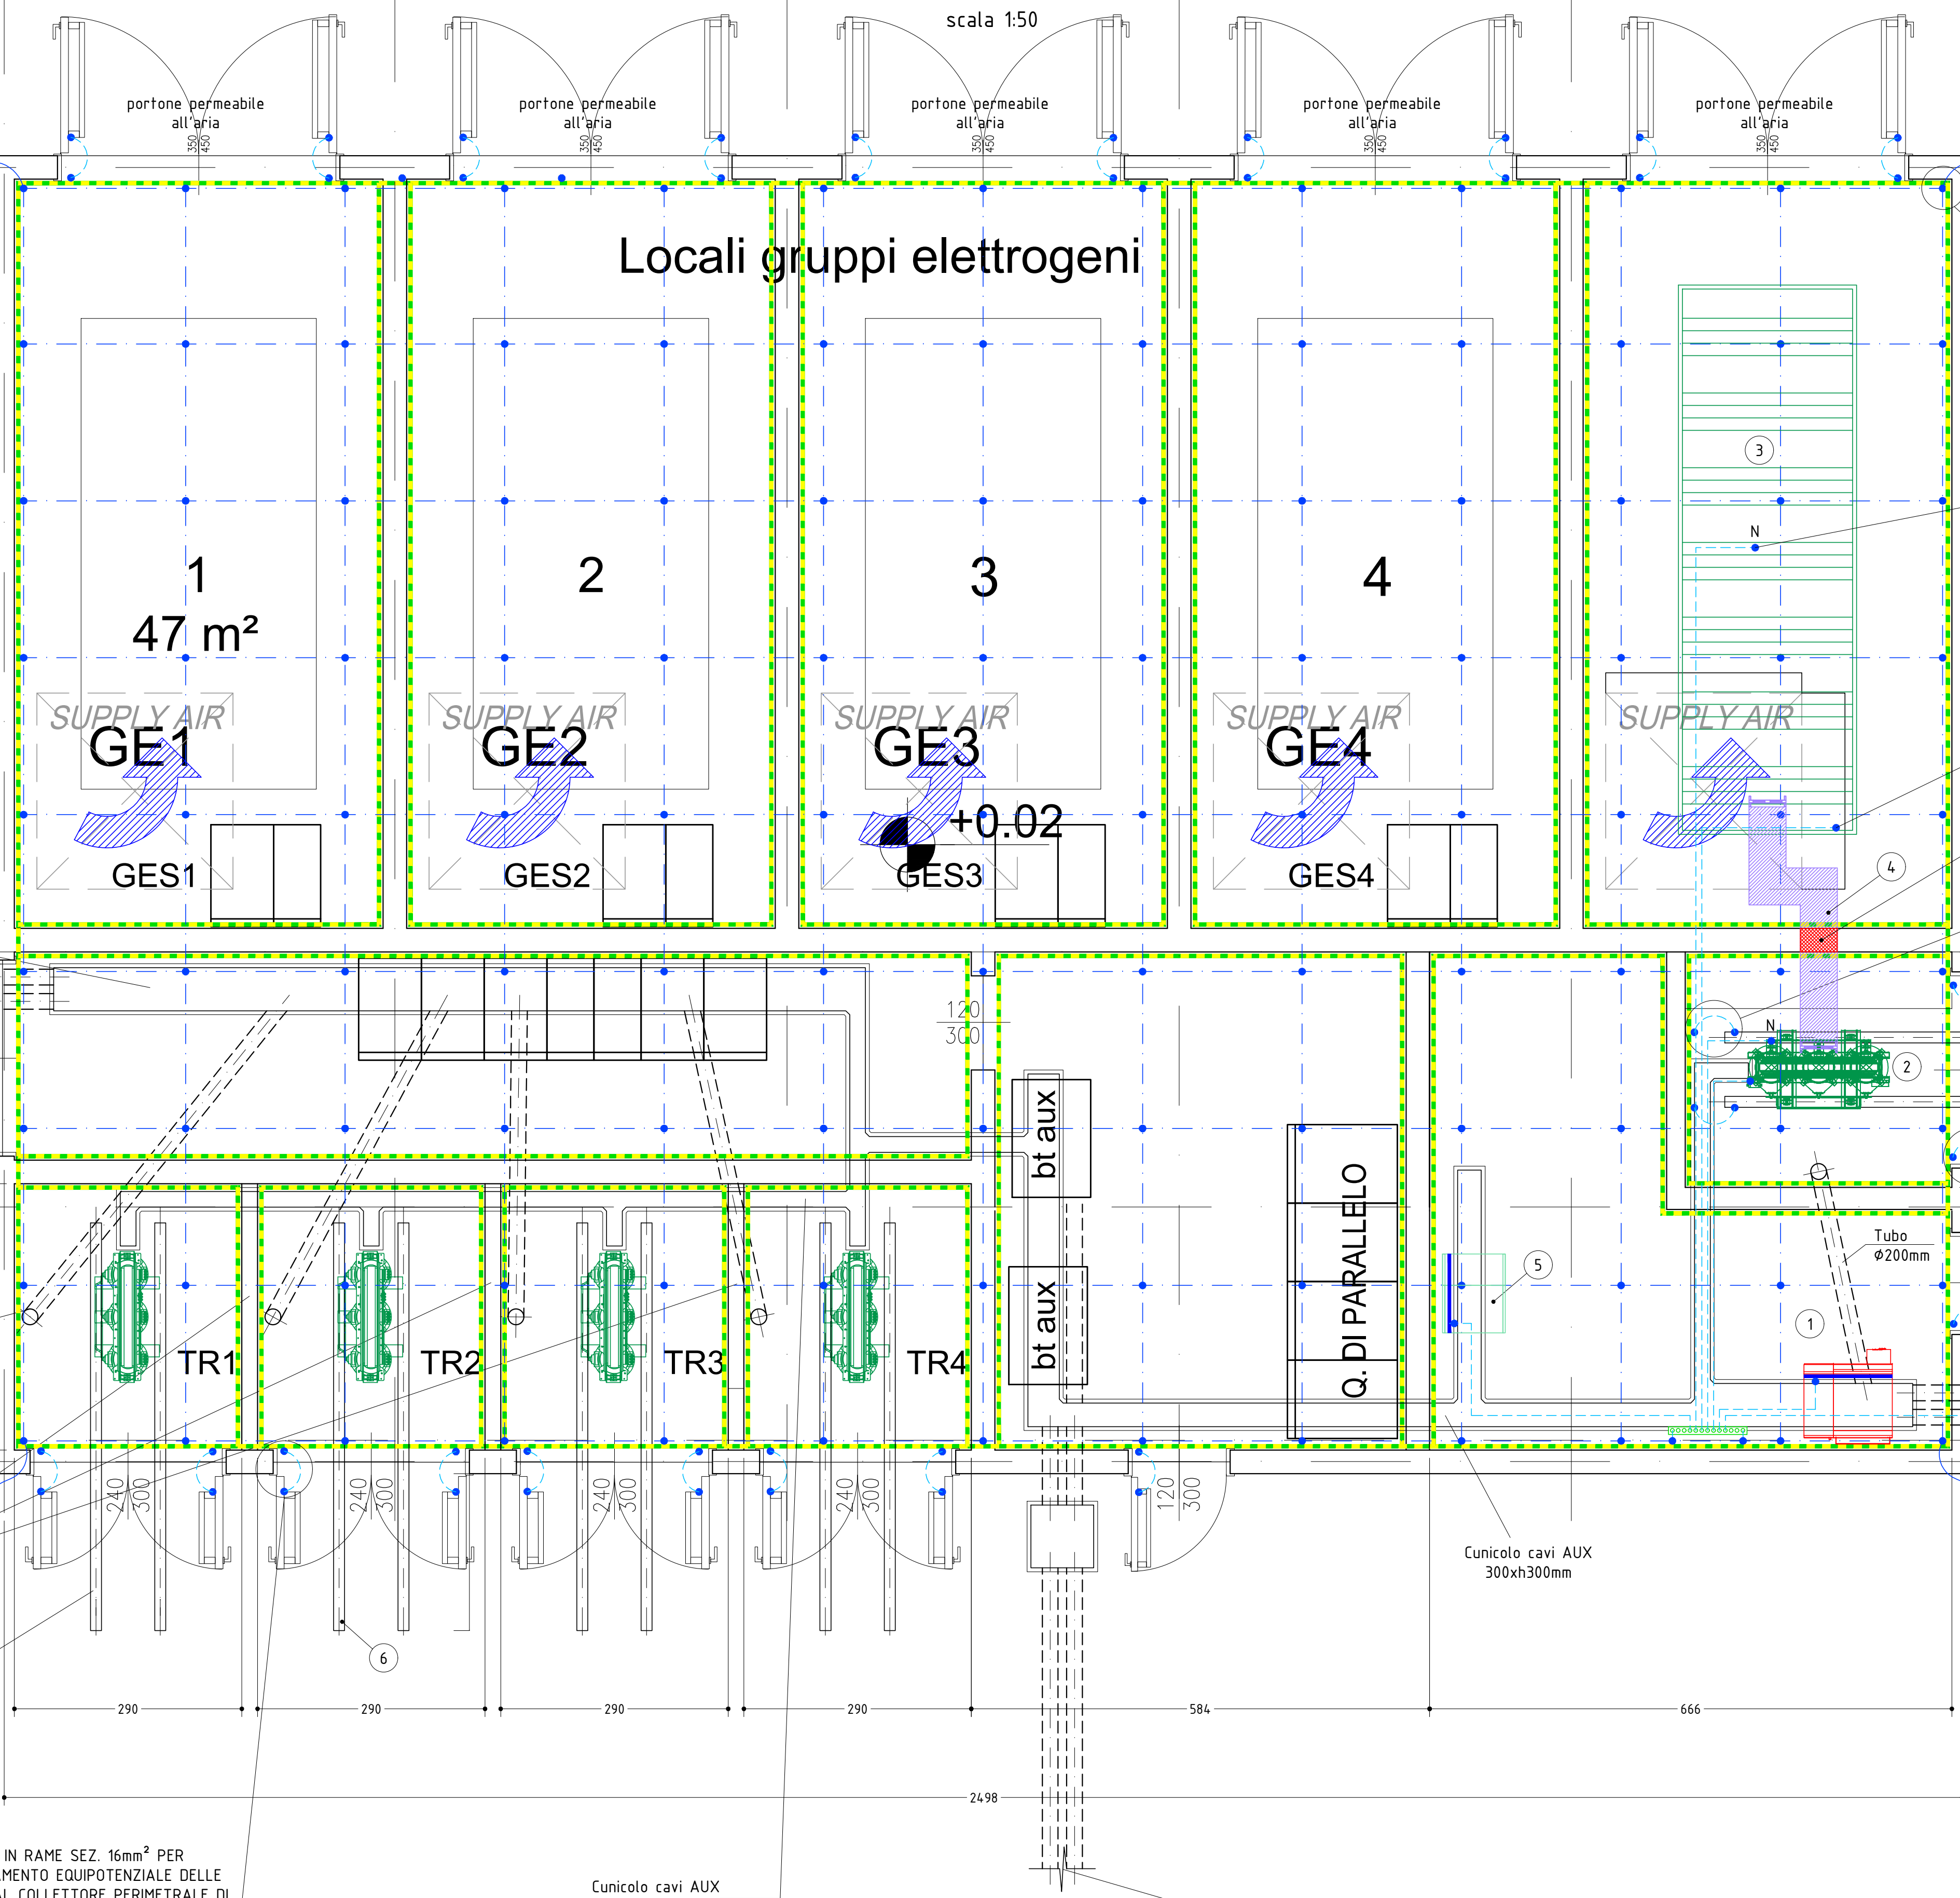 scala 1:50
portone permeabile
all'aria
350
450
portone permeabile
all'aria
350
450
portone permeabile
all'aria
350
450
portone permeabile
all'aria
350
450
portone permeabile
all'aria
350
450
Locali gruppi elettrogeni
3
N
1
47 m²
2
3
4
SUPPLY AIR
GE1
SUPPLY AIR
GE2
SUPPLY AIR
GE3
SUPPLY AIR
GE4
SUPPLY AIR
+0.02
GES1
GES2
GES3
GES4
4
120
300
N
2
bt aux
bt aux
Q. DI PARALLELO
Tubo
ϕ200mm
5
1
TR1
TR2
TR3
TR4
240
300
240
300
240
300
240
300
120
300
Cunicolo cavi AUX
300xh300mm
6
290
290
290
290
584
666
2498
IN RAME SEZ. 16mm² PER
AMENTO EQUIPOTENZIALE DELLE
AL COLLETTORE PERIMETRALE DI
Cunicolo cavi AUX